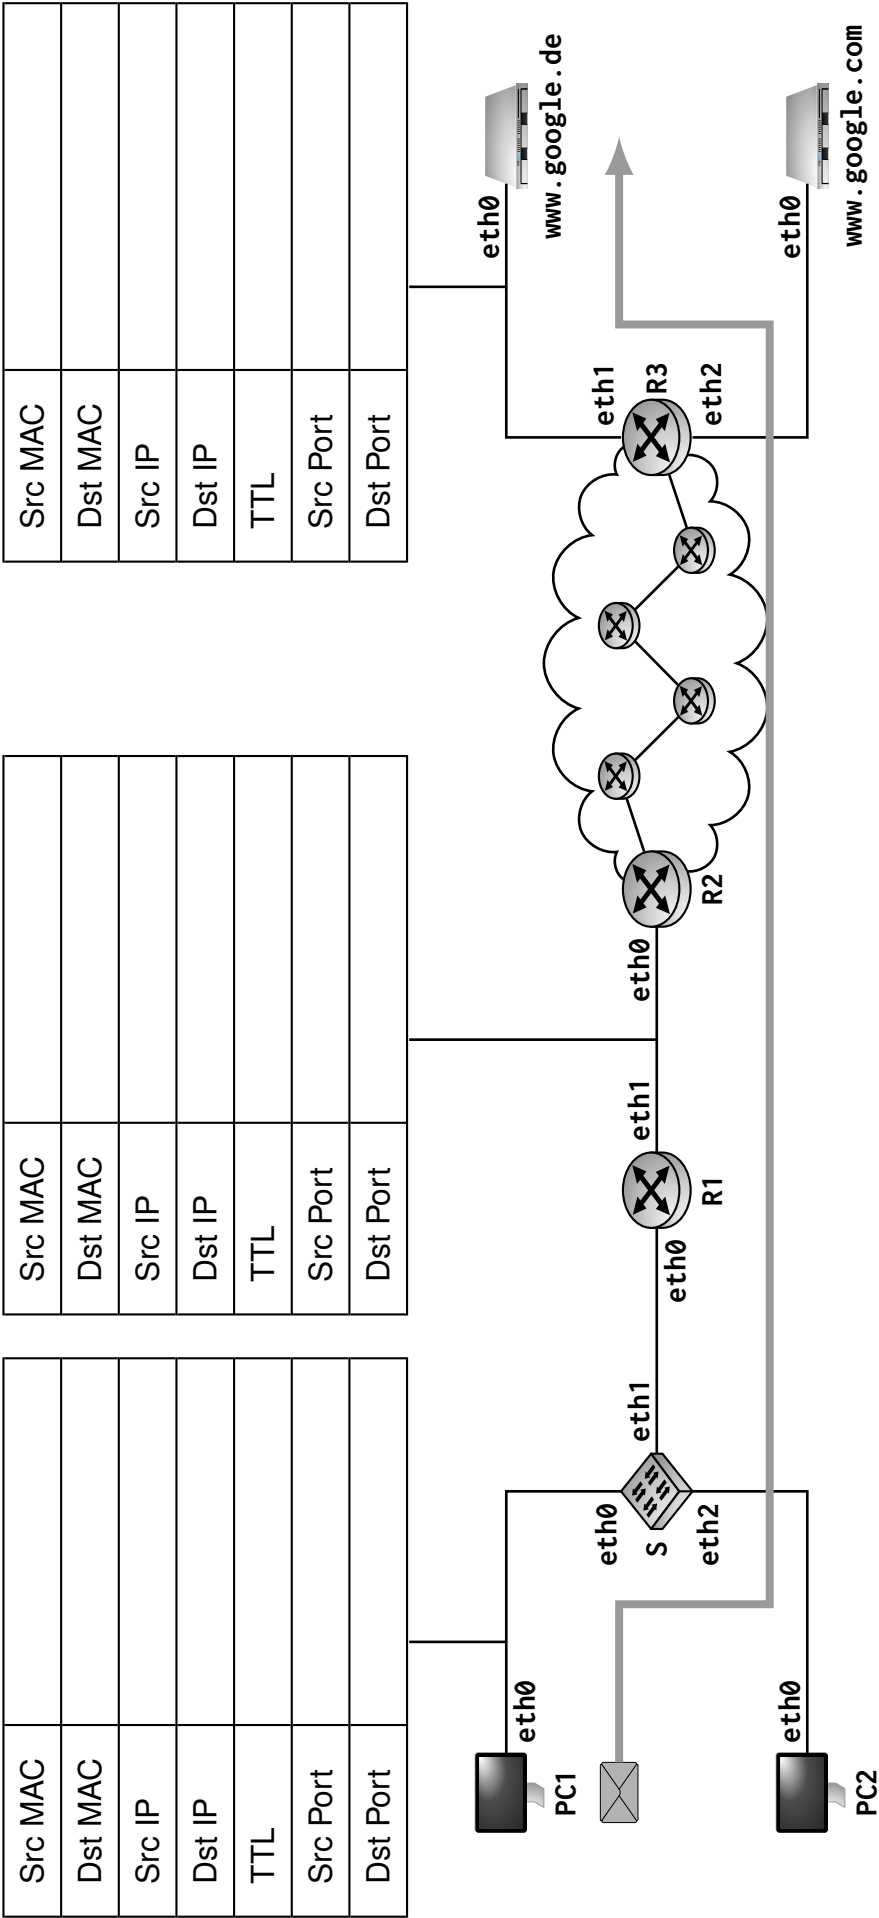 Src MAC
Dst MAC
Src IP
Dst IP
TTL
Src Port
Dst Port
Src MAC
Dst MAC
Src IP
Dst IP
TTL
Src Port
Dst Port
Src MAC
Dst MAC
Src IP
Dst IP
TTL
Src Port
Dst Port
PC1
eth0
PC2
eth0
eth0
S
eth2
eth1
eth0
R1
eth1
eth0
R2
eth1
R3
eth2
eth0
www.google.de
eth0
www.google.com